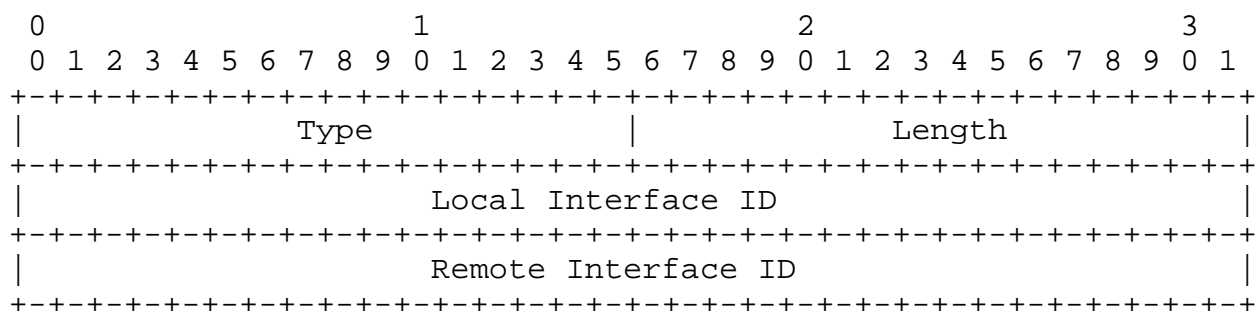 0                   1                   2                   3
 0 1 2 3 4 5 6 7 8 9 0 1 2 3 4 5 6 7 8 9 0 1 2 3 4 5 6 7 8 9 0 1
+-+-+-+-+-+-+-+-+-+-+-+-+-+-+-+-+-+-+-+-+-+-+-+-+-+-+-+-+-+-+-+-+
|              Type             |             Length            |
+-+-+-+-+-+-+-+-+-+-+-+-+-+-+-+-+-+-+-+-+-+-+-+-+-+-+-+-+-+-+-+-+
|                     Local Interface ID                        |
+-+-+-+-+-+-+-+-+-+-+-+-+-+-+-+-+-+-+-+-+-+-+-+-+-+-+-+-+-+-+-+-+
|                     Remote Interface ID                       |
+-+-+-+-+-+-+-+-+-+-+-+-+-+-+-+-+-+-+-+-+-+-+-+-+-+-+-+-+-+-+-+-+